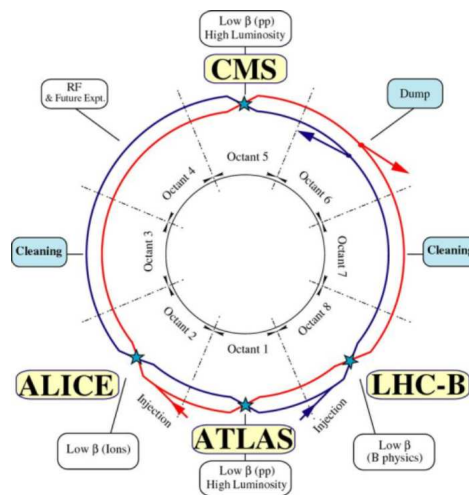 Low β (pp)
High Luminosity
CMS
RF
& Future Expt.
Dump
Octant 5
Octant 4
Octant 6
Octant 3
Octant 7
Cleaning
Cleaning
Octant 2
Octant 8
Octant 1
ALICE
LHC-B
Injection
Injection
ATLAS
Low β (Ions)
Low β
(B physics)
Low β (pp)
High Luminosity